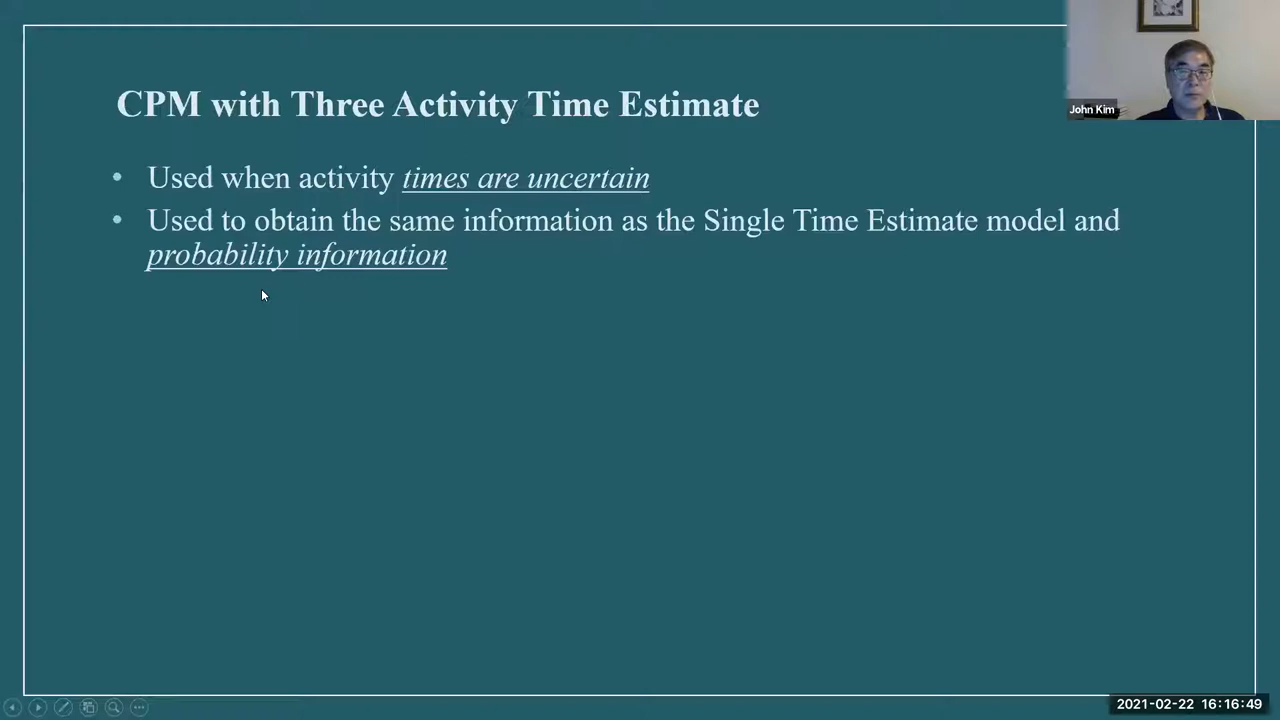 CPM with Three Activity Time Estimate
John Kim
• Used when activity times are uncertain
• Used to obtain the same information as the Single Time Estimate model and
probability information
2021-02-22 16:16:49